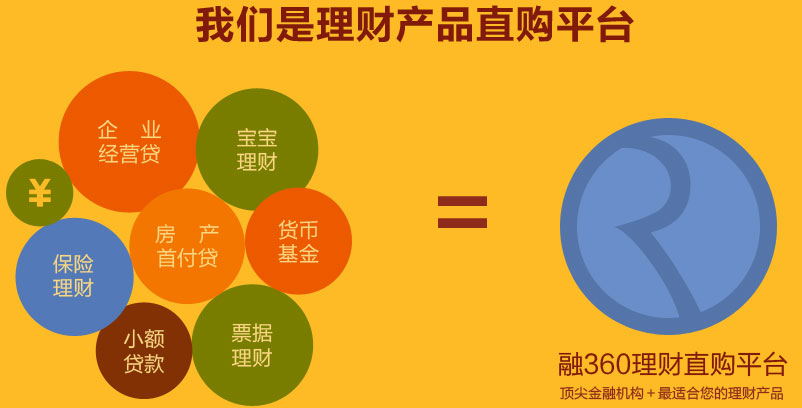 我们是理财产品直购平台
企 业
经营贷
宝宝
理财
¥
房 产
首付贷
货币
基金
保险
理财
小额
贷款
票据
理财
=
融360理财直购平台
顶尖金融机构+最适合您的理财产品